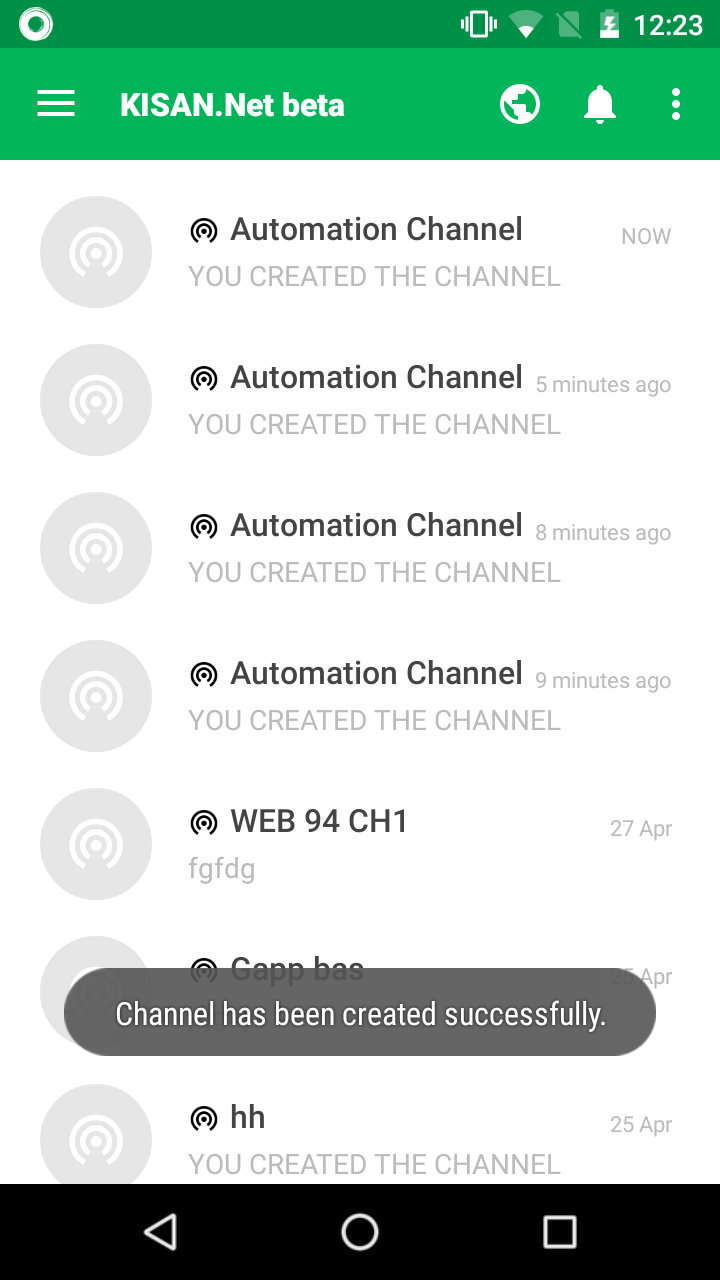 12:23
KISAN.Net beta
Automation Channel
NOW
YOU CREATED THE CHANNEL
Automation Channel
5 minutes ago
YOU CREATED THE CHANNEL
Automation Channel
8 minutes ago
YOU CREATED THE CHANNEL
Automation Channel
9 minutes ago
YOU CREATED THE CHANNEL
WEB 94 CH1
27 Apr
fgfdg
Gapp bas
25 Apr
Channel has been created successfully.
hh
25 Apr
YOU CREATED THE CHANNEL